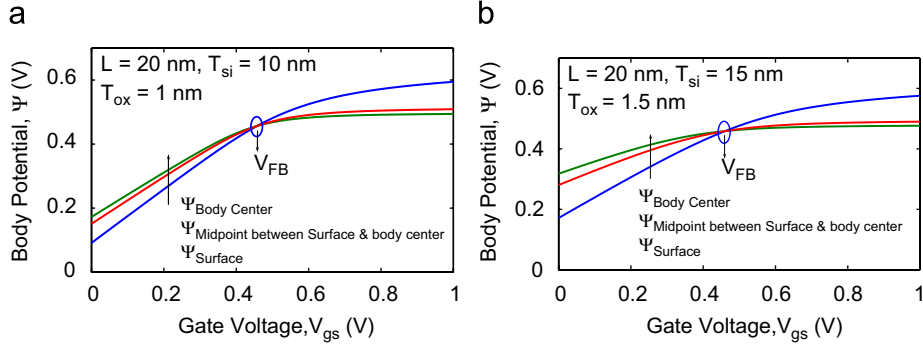 a
L = 20 nm, T_si = 10 nm
T_ox = 1 nm
V_FB
Ψ_Body Center
Ψ_Midpoint between Surface & body center
Ψ_Surface
Body Potential, Ψ (V)
0.6
0.4
0.2
0
0 0.2 0.4 0.6 0.8 1
Gate Voltage,V_gs (V)
b
L = 20 nm, T_si = 15 nm
T_ox = 1.5 nm
V_FB
Ψ_Body Center
Ψ_Midpoint between Surface & body center
Ψ_Surface
Body Potential, Ψ (V)
0.6
0.4
0.2
0
0 0.2 0.4 0.6 0.8 1
Gate Voltage,V_gs (V)